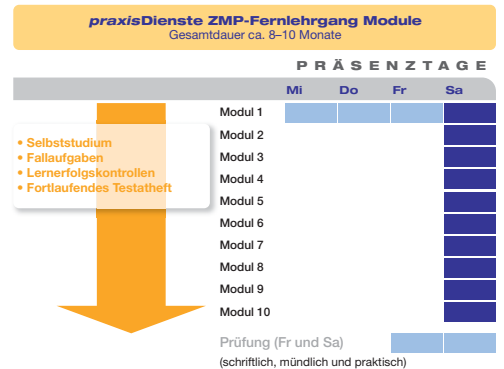 praxisDienste ZMP-Fernlehrgang Module
Gesamtdauer ca. 8–10 Monate
PRÄSENZTAGE
Mi Do Fr Sa
Modul 1
Modul 2
Modul 3
Modul 4
Modul 5
Modul 6
Modul 7
Modul 8
Modul 9
Modul 10
• Selbststudium
• Fallaufgaben
• Lernerfolgskontrollen
• Fortlaufendes Testatheft
Prüfung (Fr und Sa)
(schriftlich, mündlich und praktisch)